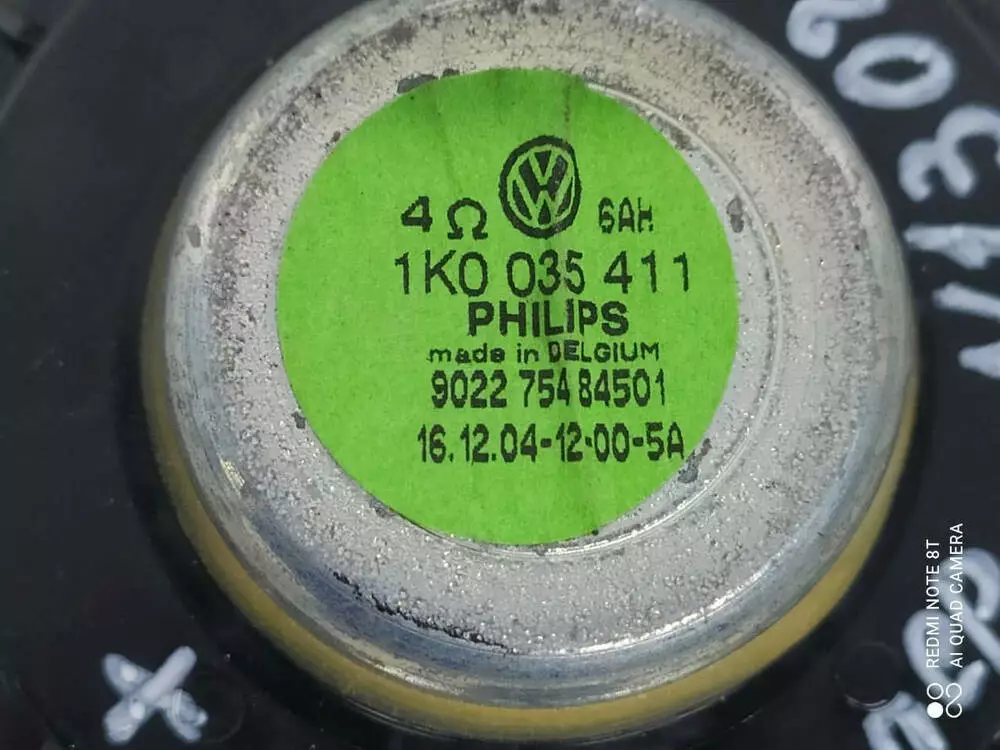 4Ω 6AH
1K0 035 411
PHILIPS
made in BELGIUM
9022 754 84501
16.12.04-12-00-5A
REDMI NOTE 8T
AI QUAD CAMERA